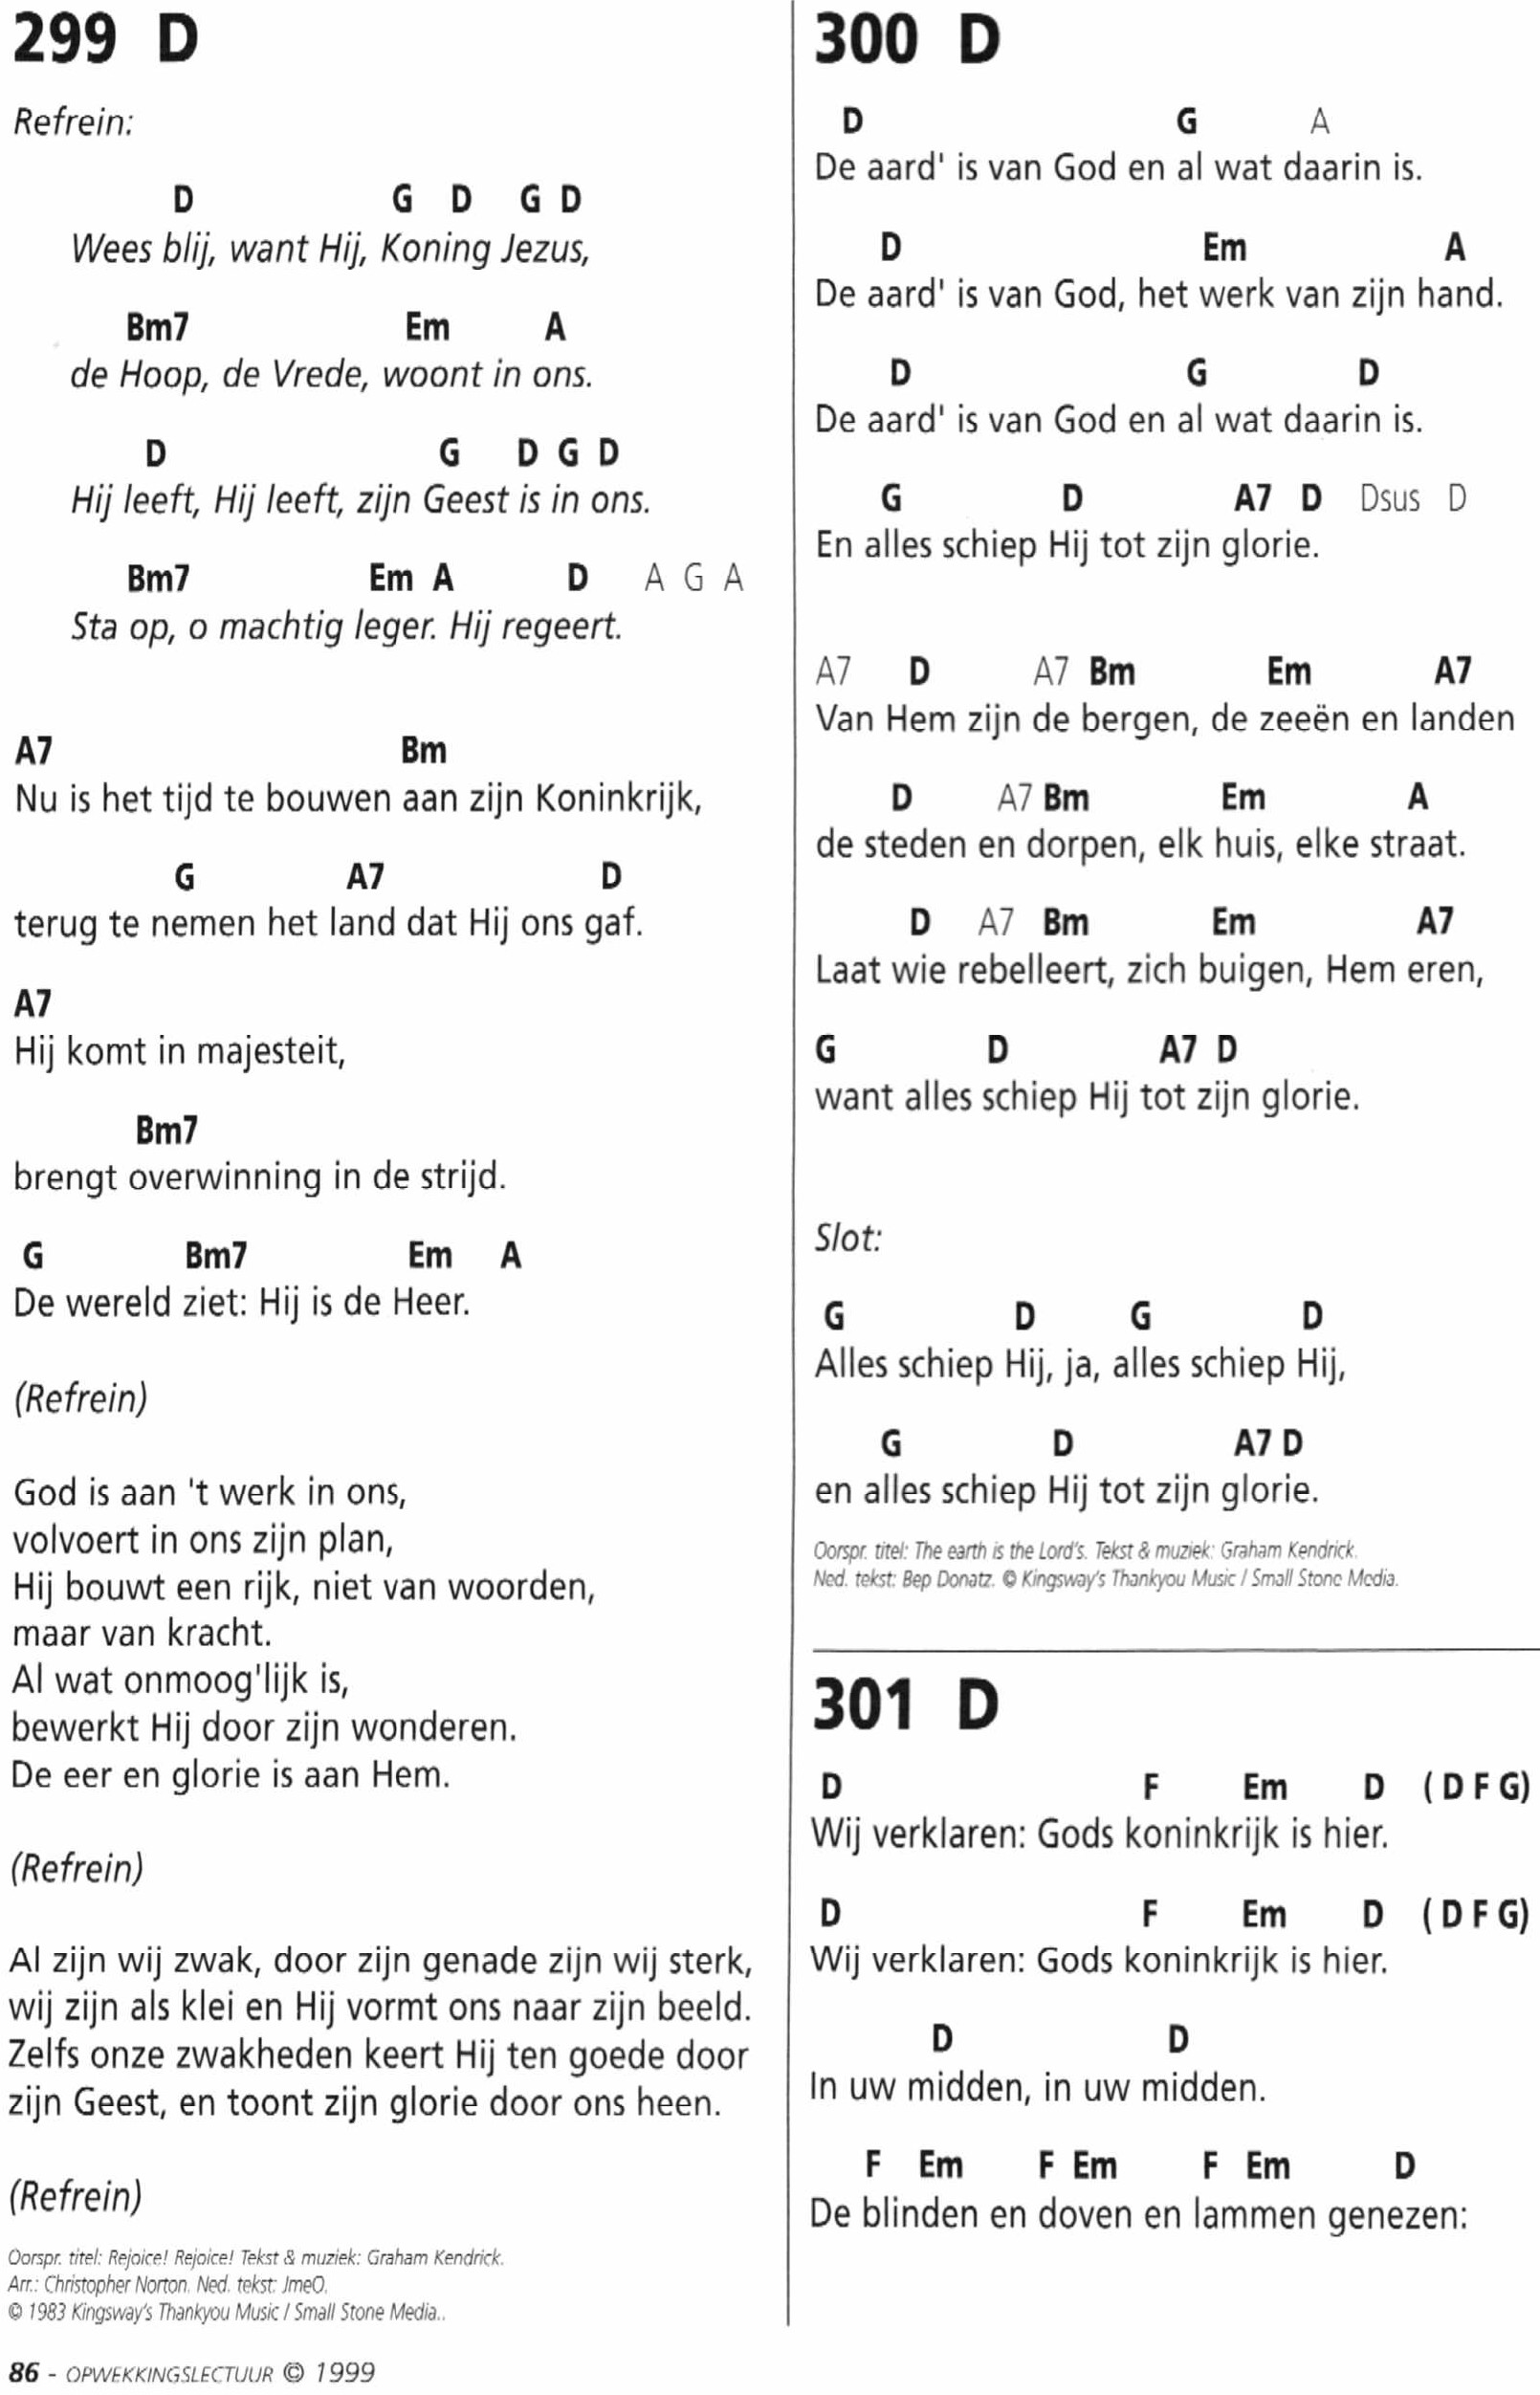 299 D
Refrein:
D G D G D
Wees blij, want Hij, Koning Jezus,
Bm7 Em A
de Hoop, de Vrede, woont in ons.
D G D G D
Hij leeft, Hij leeft, zijn Geest is in ons.
Bm7 Em A D A G A
Sta op, o machtig leger. Hij regeert.
A7 Bm
Nu is het tijd te bouwen aan zijn Koninkrijk,
G A7 D
terug te nemen het land dat Hij ons gaf.
A7
Hij komt in majesteit,
Bm7
brengt overwinning in de strijd.
G Bm7 Em A
De wereld ziet: Hij is de Heer.
(Refrein)
God is aan 't werk in ons,
volvoert in ons zijn plan,
Hij bouwt een rijk, niet van woorden,
maar van kracht.
Al wat onmoog'lijk is,
bewerkt Hij door zijn wonderen.
De eer en glorie is aan Hem.
(Refrein)
Al zijn wij zwak, door zijn genade zijn wij sterk,
wij zijn als klei en Hij vormt ons naar zijn beeld.
Zelfs onze zwakheden keert Hij ten goede door
zijn Geest, en toont zijn glorie door ons heen.
(Refrein)
Oorspr. titel: Rejoice! Rejoice! Tekst & muziek: Graham Kendrick.
Arr.: Christopher Norton. Ned. tekst: JmeO.
© 1983 Kingsway's Thankyou Music / Small Stone Media..
86 - OPWEKKINGSLECTUUR © 1999
300 D
D G A
De aard' is van God en al wat daarin is.
D Em A
De aard' is van God, het werk van zijn hand.
D G D
De aard' is van God en al wat daarin is.
G D A7 D Dsus D
En alles schiep Hij tot zijn glorie.
A7 D A7 Bm Em A7
Van Hem zijn de bergen, de zeeën en landen
D A7 Bm Em A
de steden en dorpen, elk huis, elke straat.
D A7 Bm Em A7
Laat wie rebelleert, zich buigen, Hem eren,
G D A7 D
want alles schiep Hij tot zijn glorie.
Slot:
G D G D
Alles schiep Hij, ja, alles schiep Hij,
G D A7 D
en alles schiep Hij tot zijn glorie.
Oorspr. titel: The earth is the Lord's. Tekst & muziek: Graham Kendrick.
Ned. tekst: Bep Donatz. © Kingsway's Thankyou Music / Small Stone Media.
301 D
D F Em D ( D F G)
Wij verklaren: Gods koninkrijk is hier.
D F Em D ( D F G)
Wij verklaren: Gods koninkrijk is hier.
D D
In uw midden, in uw midden.
F Em F Em F Em D
De blinden en doven en lammen genezen: